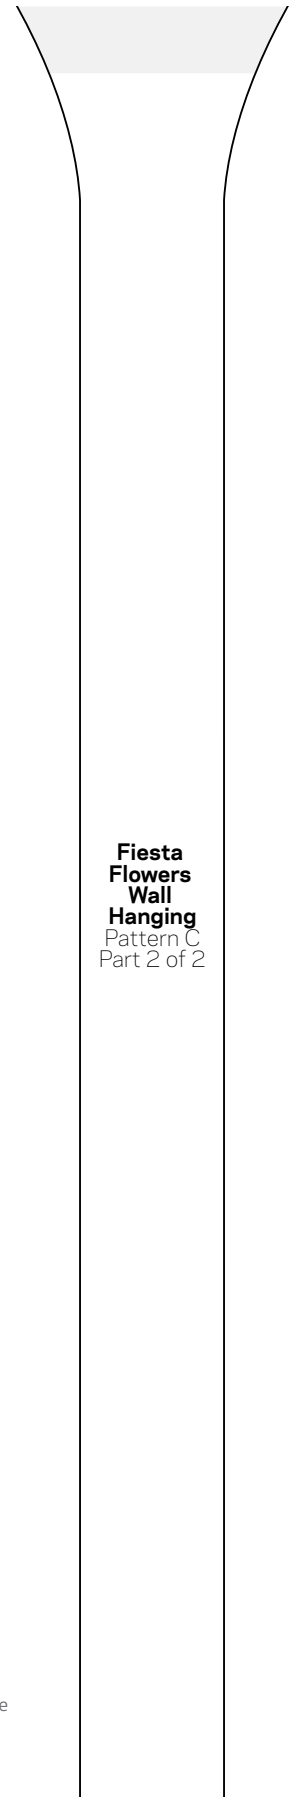 Fiesta
Flowers
Wall
Hanging
Pattern C
Part 2 of 2
e